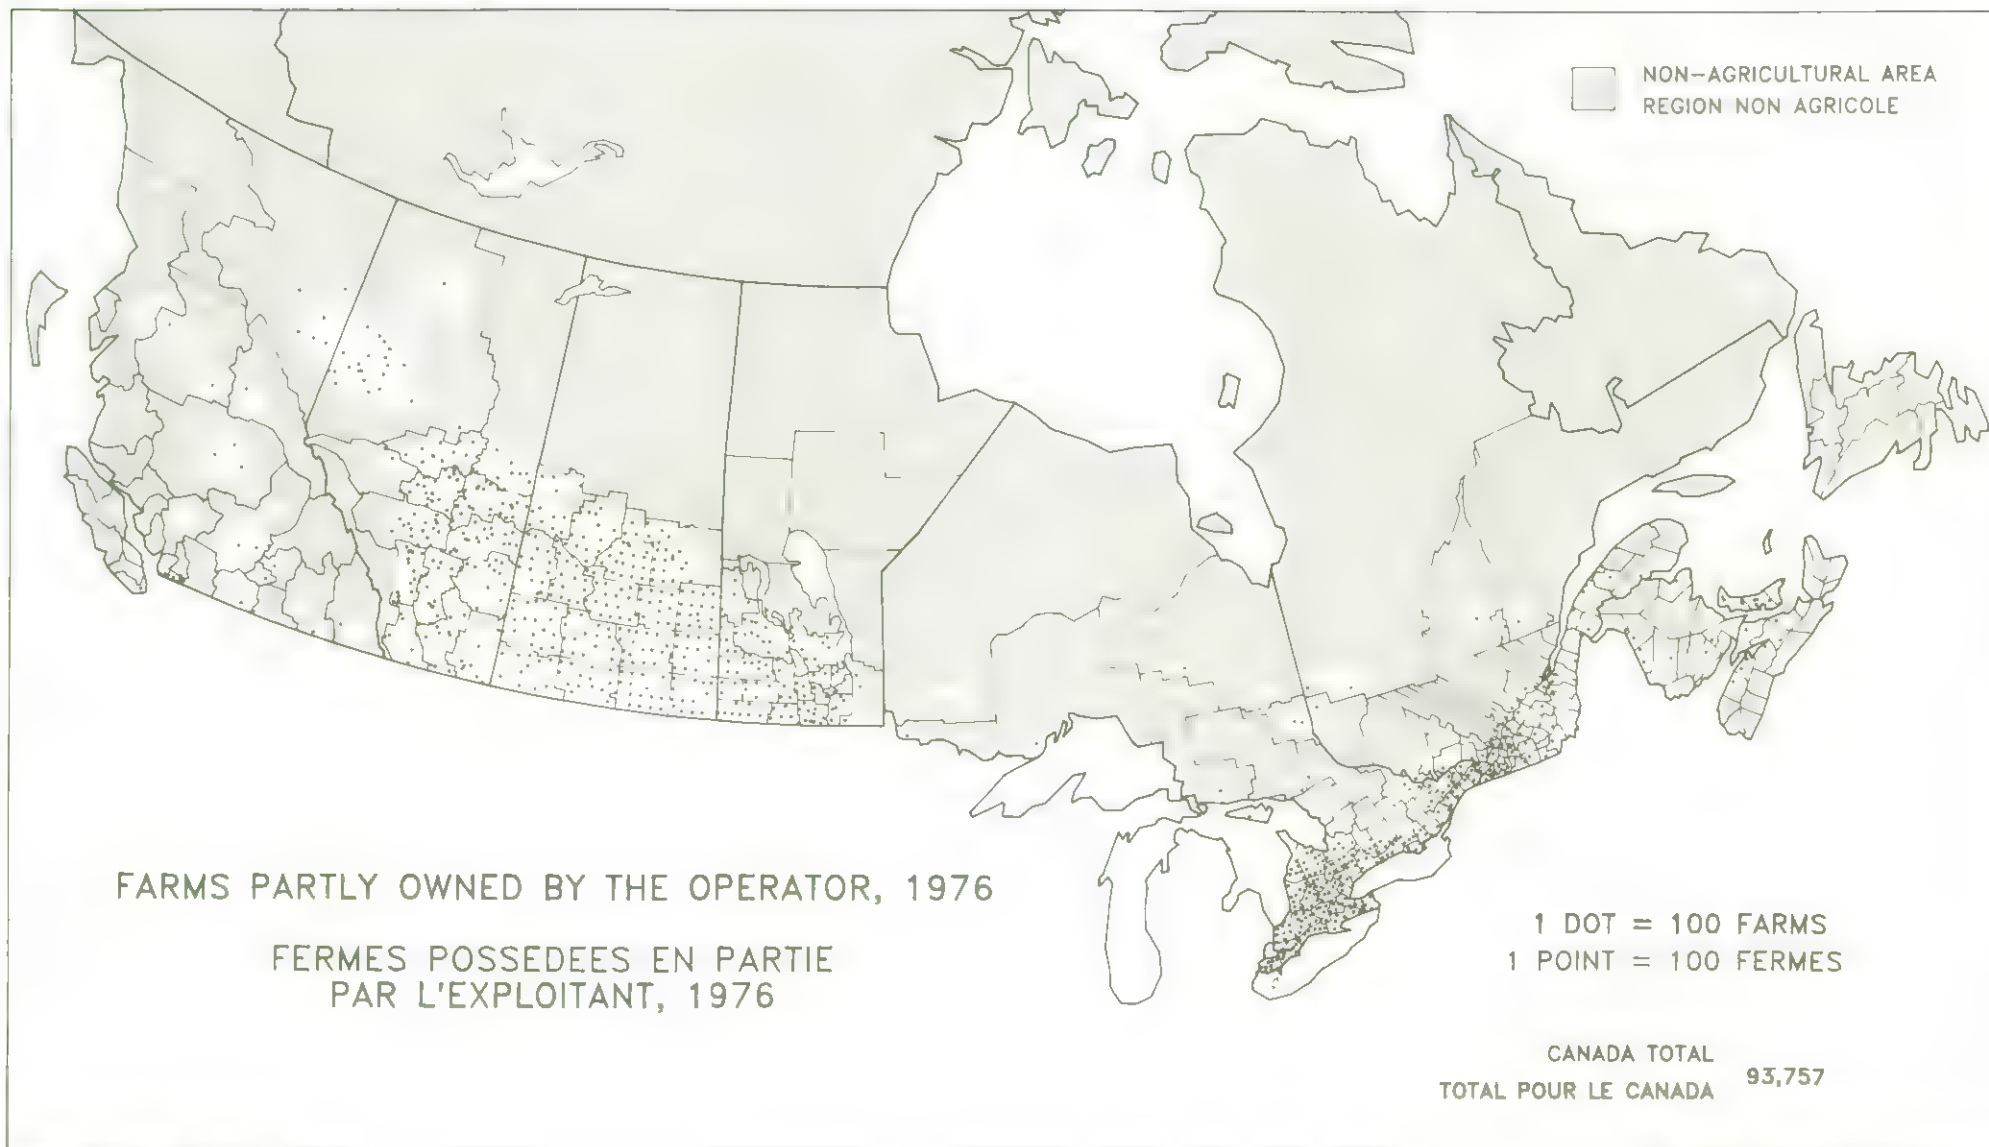 NON-AGRICULTURAL AREA
REGION NON AGRICOLE
FARMS PARTLY OWNED BY THE OPERATOR, 1976
FERMES POSSEDEES EN PARTIE
PAR L'EXPLOITANT, 1976
1 DOT = 100 FARMS
1 POINT = 100 FERMES
CANADA TOTAL
TOTAL POUR LE CANADA 93,757